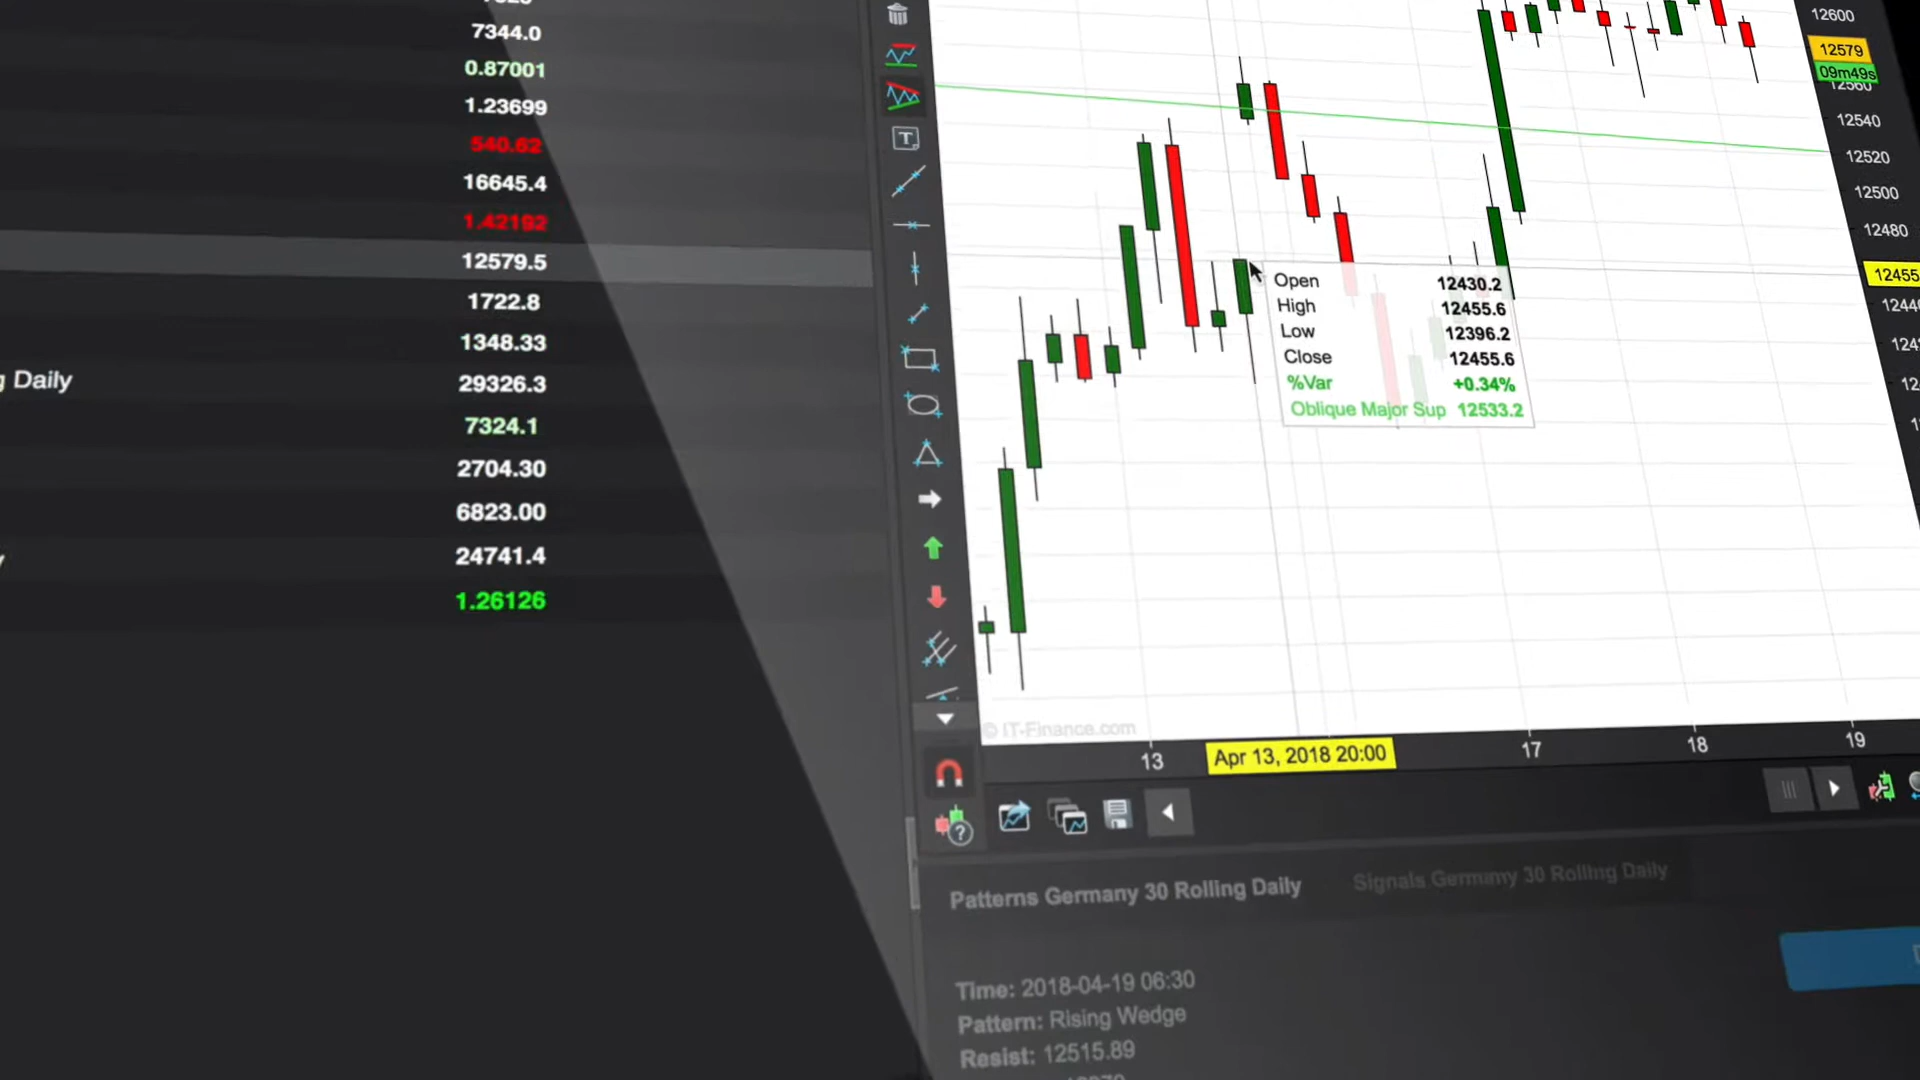 7344.0
0.87001
1.23699
540.62
16645.4
1.42192
12579.5
1722.8
1348.33
Daily
29326.3
7324.1
2704.30
6823.00
24741.4
1.26126
T
12600
12579
09m49s
12560
12540
12520
12500
12480
12455
Open 12430.2
High 12455.6
Low 12396.2
Close 12455.6
%Var +0.34%
Oblique Major Sup 12533.2
© IT-Finance.com
13
Apr 13, 2018 20:00
17
18
19
?
Patterns Germany 30 Rolling Daily
Signals Germany 30 Rolling Daily
Time: 2018-04-19 06:30
Pattern: Rising Wedge
Resist: 12515.89